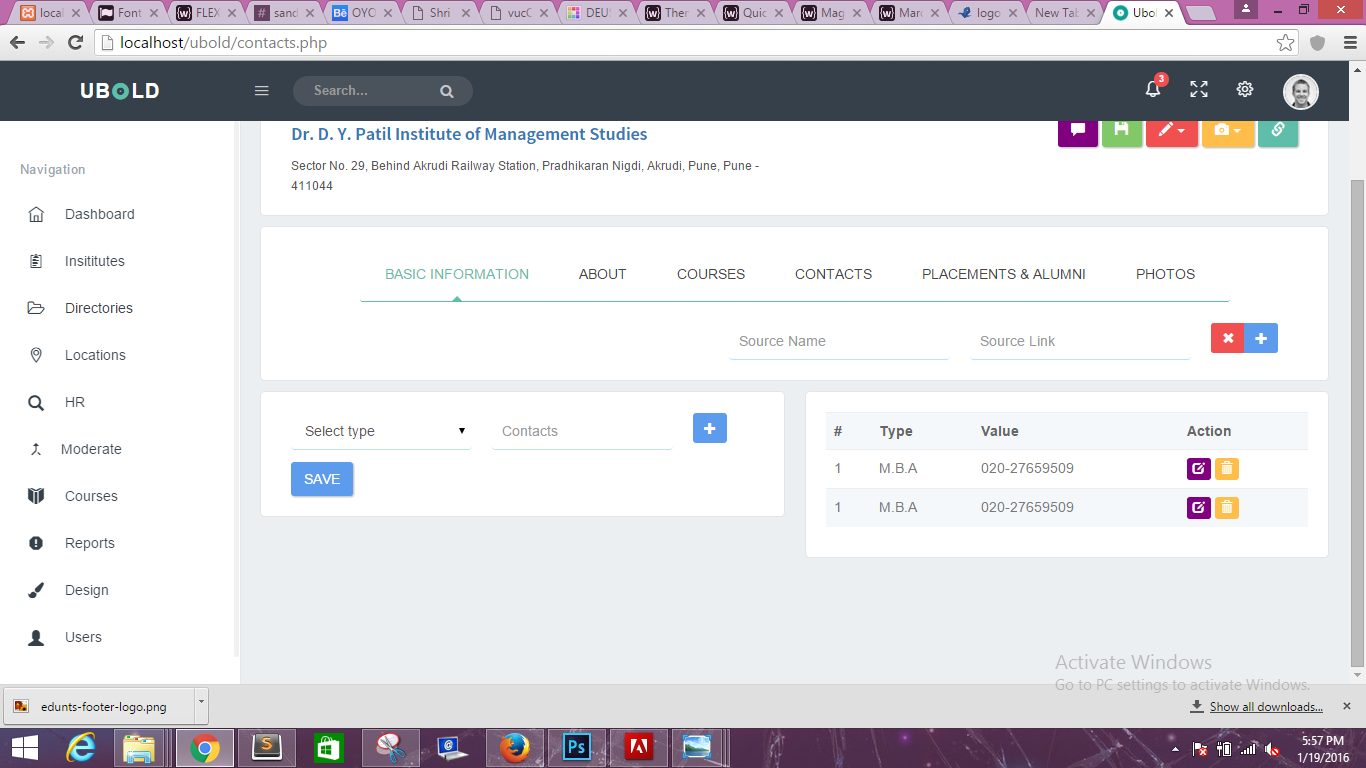 local
Font
FLEX
sand
Bē OYO
Shri
vucC
DEUS
Ther
Quic
Mag
Mar
logo
New Tab
Ubol
localhost/ubold/contacts.php
UBOLD
Search...
3
Navigation
Dashboard
Insititutes
Directories
Locations
HR
Moderate
Courses
Reports
Design
Users
Dr. D. Y. Patil Institute of Management Studies
Sector No. 29, Behind Akrudi Railway Station, Pradhikaran Nigdi, Akrudi, Pune, Pune -
411044
BASIC INFORMATION ABOUT COURSES CONTACTS PLACEMENTS & ALUMNI PHOTOS
Source Name Source Link
Select type Contacts
SAVE
# Type Value Action
1 M.B.A 020-27659509
1 M.B.A 020-27659509
Activate Windows
Go to PC settings to activate Windows.
edunts-footer-logo.png
Show all downloads...
5:57 PM
1/19/2016